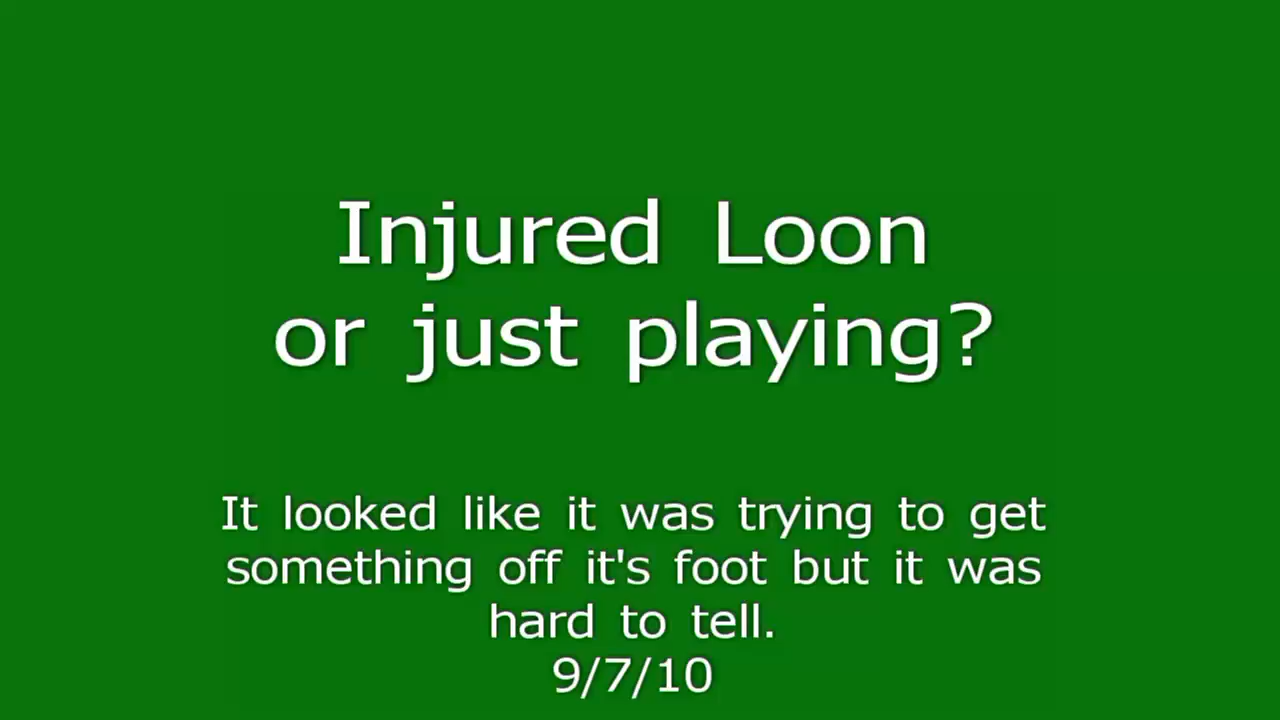 Injured Loon
or just playing?
It looked like it was trying to get
something off it's foot but it was
hard to tell.
9/7/10